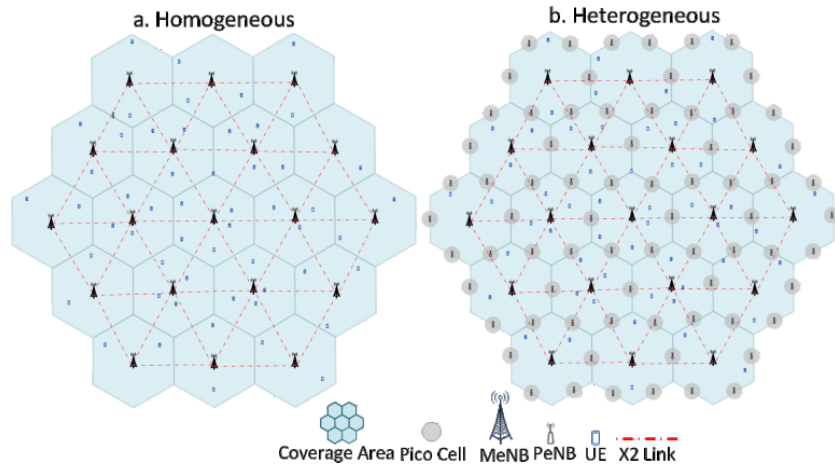 a. Homogeneous
b. Heterogeneous
Coverage Area Pico Cell MeNB PeNB UE X2 Link